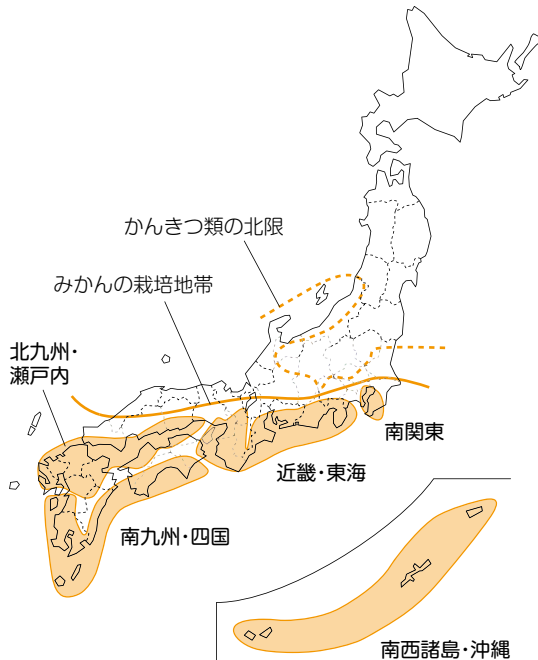 かんきつ類の北限
みかんの栽培地帯
北九州・
瀬戸内
南関東
近畿・東海
南九州・四国
南西諸島・沖縄